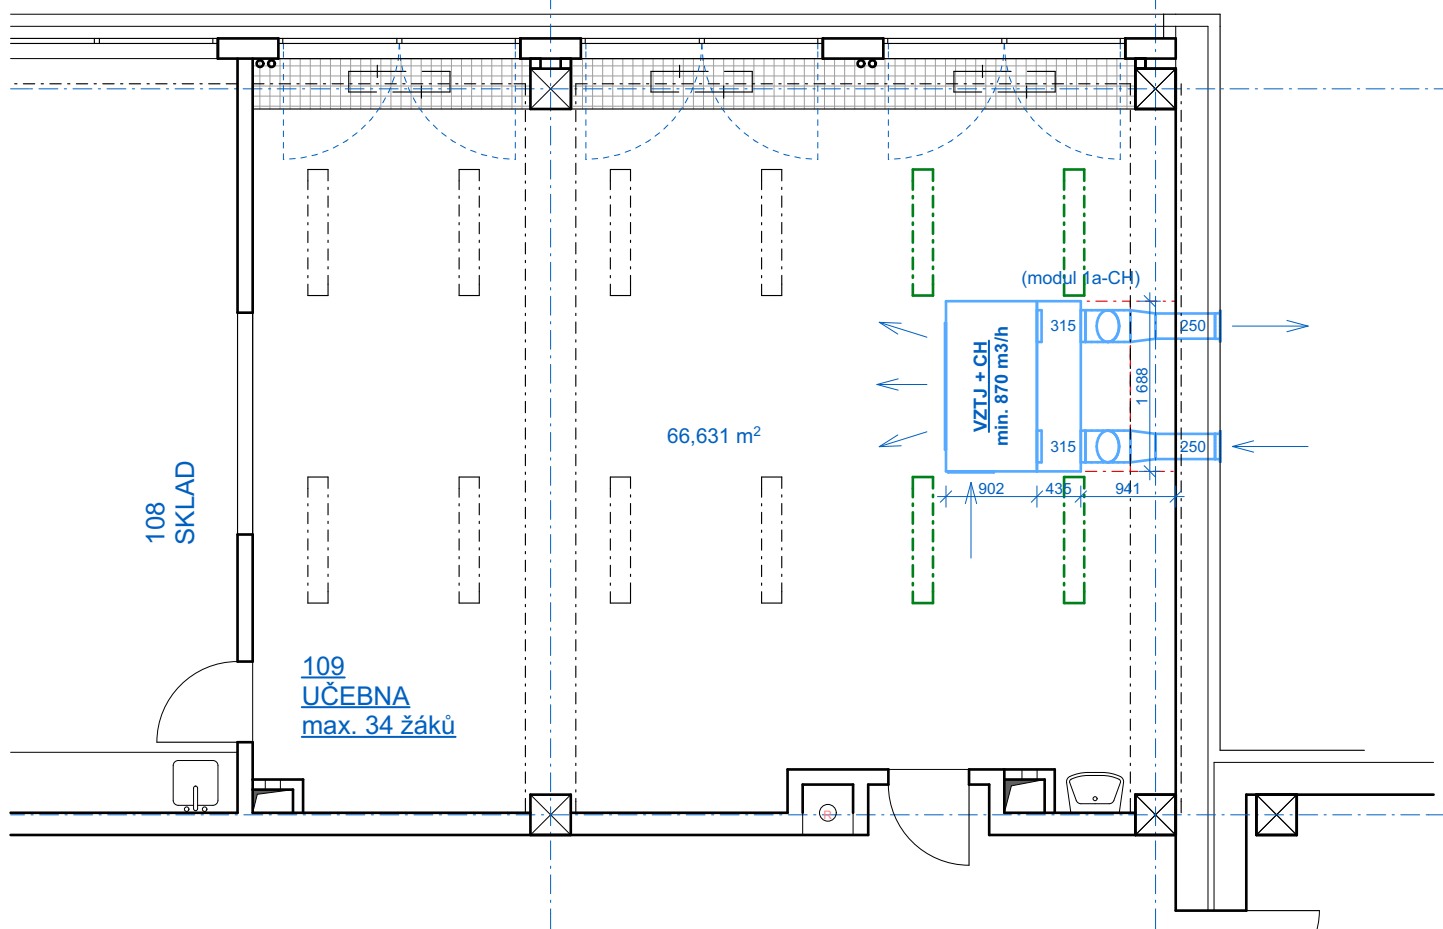 (modul 1a-CH)
315
250
VZTJ + CH
min. 870 m3/h
1 688
66,631 m²
315
250
902
435
941
108
SKLAD
109
UČEBNA
max. 34 žáků
R